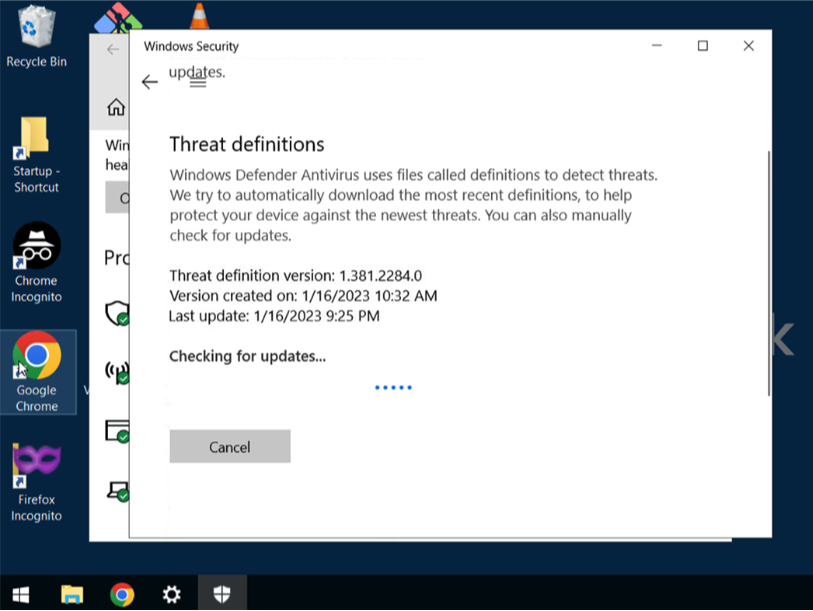 Recycle Bin
Startup -
Shortcut
Chrome
Incognito
Google
Chrome
Firefox
Incognito
Win
hea
Pro
Windows Security
updates.
Threat definitions
Windows Defender Antivirus uses files called definitions to detect threats.
We try to automatically download the most recent definitions, to help
protect your device against the newest threats. You can also manually
check for updates.
Threat definition version: 1.381.2284.0
Version created on: 1/16/2023 10:32 AM
Last update: 1/16/2023 9:25 PM
Checking for updates...
Cancel
k